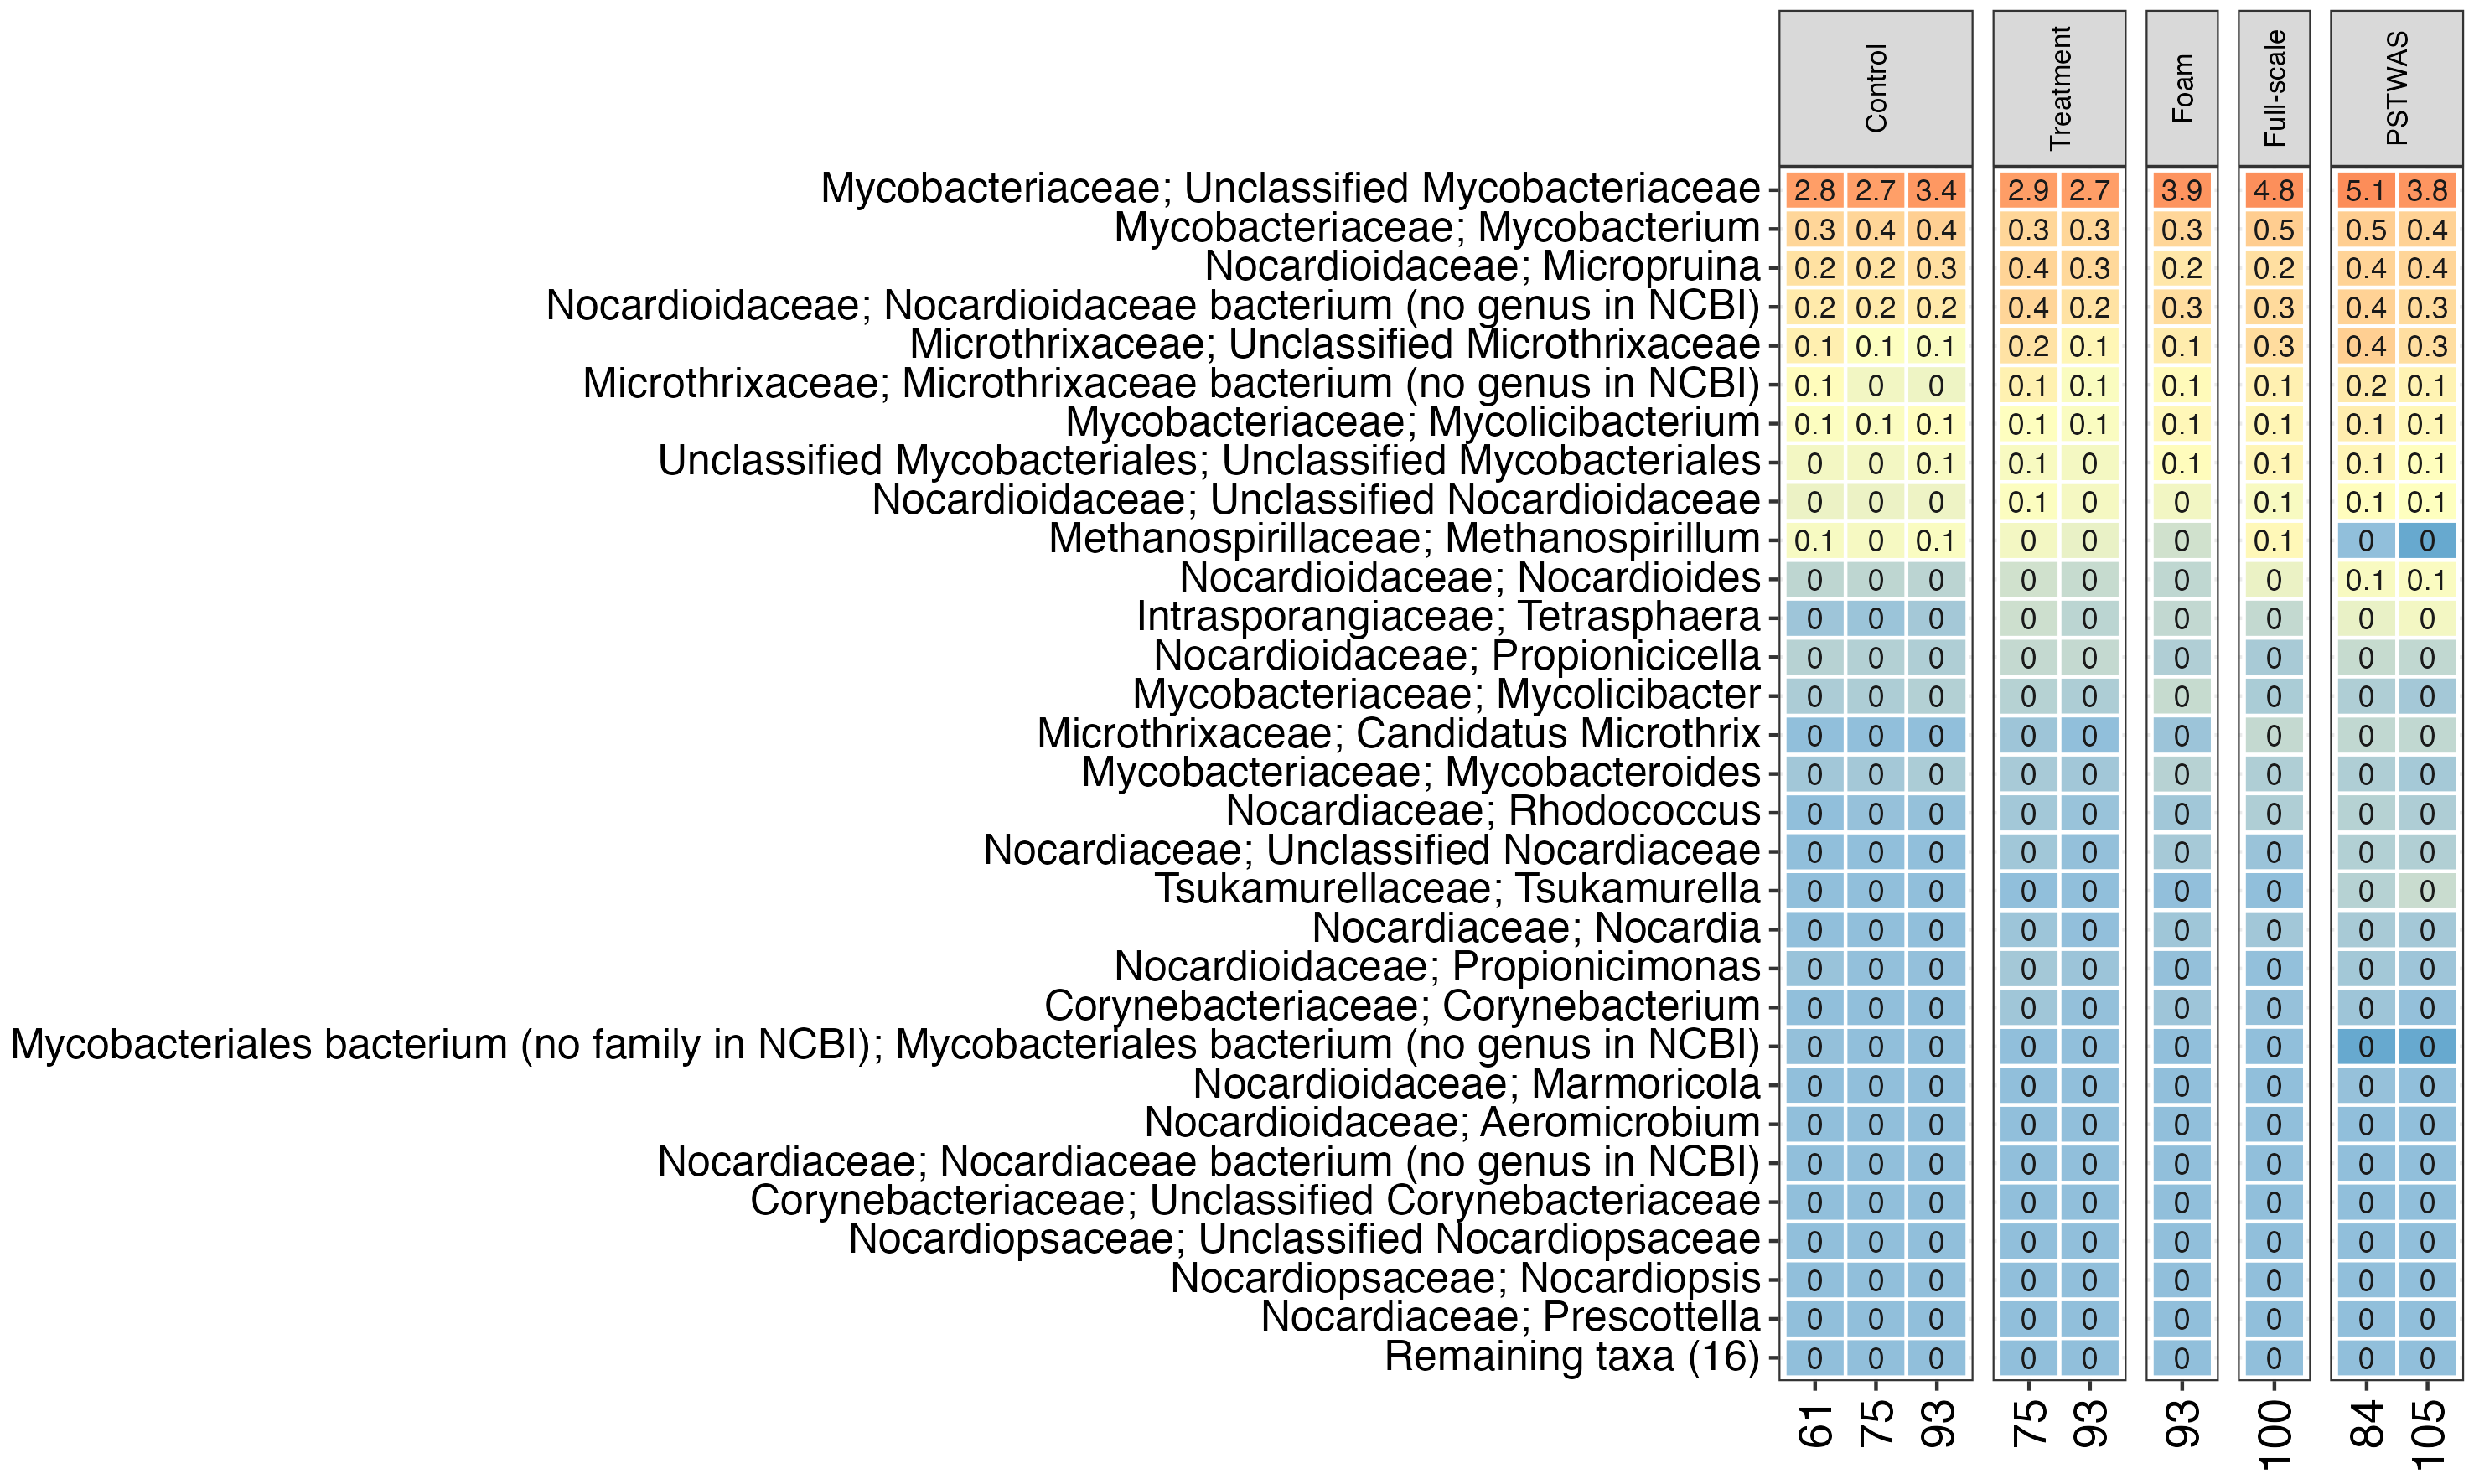 Control Treatment Foam Full-scale PSTWAS
Mycobacteriaceae; Unclassified Mycobacteriaceae 2.8 2.7 3.4 2.9 2.7 3.9 4.8 5.1 3.8
Mycobacteriaceae; Mycobacterium 0.3 0.4 0.4 0.3 0.3 0.3 0.5 0.5 0.4
Nocardioidaceae; Micropruina 0.2 0.2 0.3 0.4 0.3 0.2 0.2 0.4 0.4
Nocardioidaceae; Nocardioidaceae bacterium (no genus in NCBI) 0.2 0.2 0.2 0.4 0.2 0.3 0.3 0.4 0.3
Microthrixaceae; Unclassified Microthrixaceae 0.1 0.1 0.1 0.2 0.1 0.1 0.3 0.4 0.3
Microthrixaceae; Microthrixaceae bacterium (no genus in NCBI) 0.1 0 0 0.1 0.1 0.1 0.1 0.2 0.1
Mycobacteriaceae; Mycolicibacterium 0.1 0.1 0.1 0.1 0.1 0.1 0.1 0.1 0.1
Unclassified Mycobacteriales; Unclassified Mycobacteriales 0 0 0.1 0.1 0 0.1 0.1 0.1 0.1
Nocardioidaceae; Unclassified Nocardioidaceae 0 0 0 0.1 0 0 0.1 0.1 0.1
Methanospirillaceae; Methanospirillum 0.1 0 0.1 0 0 0 0.1 0 0
Nocardioidaceae; Nocardioides 0 0 0 0 0 0 0 0.1 0.1
Intrasporangiaceae; Tetrasphaera 0 0 0 0 0 0 0 0 0
Nocardioidaceae; Propionicicella 0 0 0 0 0 0 0 0 0
Mycobacteriaceae; Mycolicibacter 0 0 0 0 0 0 0 0 0
Microthrixaceae; Candidatus Microthrix 0 0 0 0 0 0 0 0 0
Mycobacteriaceae; Mycobacteroides 0 0 0 0 0 0 0 0 0
Nocardiaceae; Rhodococcus 0 0 0 0 0 0 0 0 0
Nocardiaceae; Unclassified Nocardiaceae 0 0 0 0 0 0 0 0 0
Tsukamurellaceae; Tsukamurella 0 0 0 0 0 0 0 0 0
Nocardiaceae; Nocardia 0 0 0 0 0 0 0 0 0
Nocardioidaceae; Propionicimonas 0 0 0 0 0 0 0 0 0
Corynebacteriaceae; Corynebacterium 0 0 0 0 0 0 0 0 0
Mycobacteriales bacterium (no family in NCBI); Mycobacteriales bacterium (no genus in NCBI) 0 0 0 0 0 0 0 0 0
Nocardioidaceae; Marmoricola 0 0 0 0 0 0 0 0 0
Nocardioidaceae; Aeromicrobium 0 0 0 0 0 0 0 0 0
Nocardiaceae; Nocardiaceae bacterium (no genus in NCBI) 0 0 0 0 0 0 0 0 0
Corynebacteriaceae; Unclassified Corynebacteriaceae 0 0 0 0 0 0 0 0 0
Nocardiopsaceae; Unclassified Nocardiopsaceae 0 0 0 0 0 0 0 0 0
Nocardiopsaceae; Nocardiopsis 0 0 0 0 0 0 0 0 0
Nocardiaceae; Prescottella 0 0 0 0 0 0 0 0 0
Remaining taxa (16) 0 0 0 0 0 0 0 0 0
61 75 93 75 93 93 100 84 105